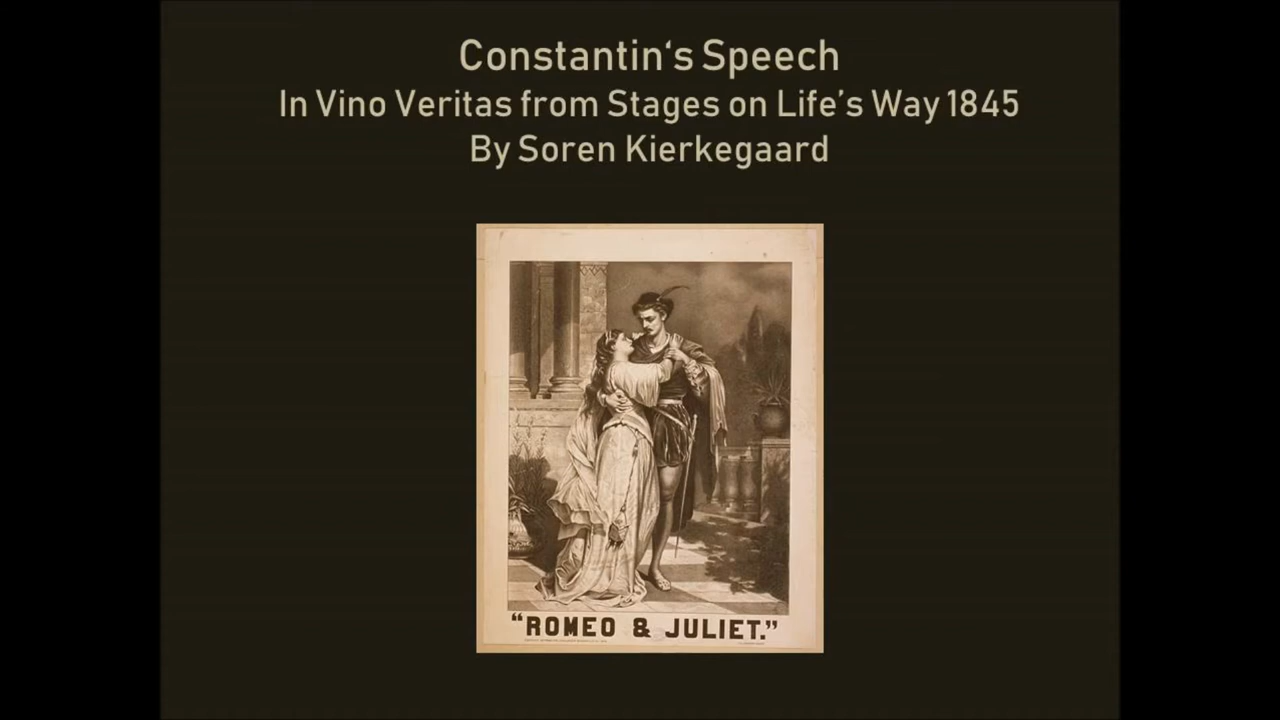 Constantin‘s Speech
In Vino Veritas from Stages on Life’s Way 1845
By Soren Kierkegaard
“ROMEO & JULIET.”